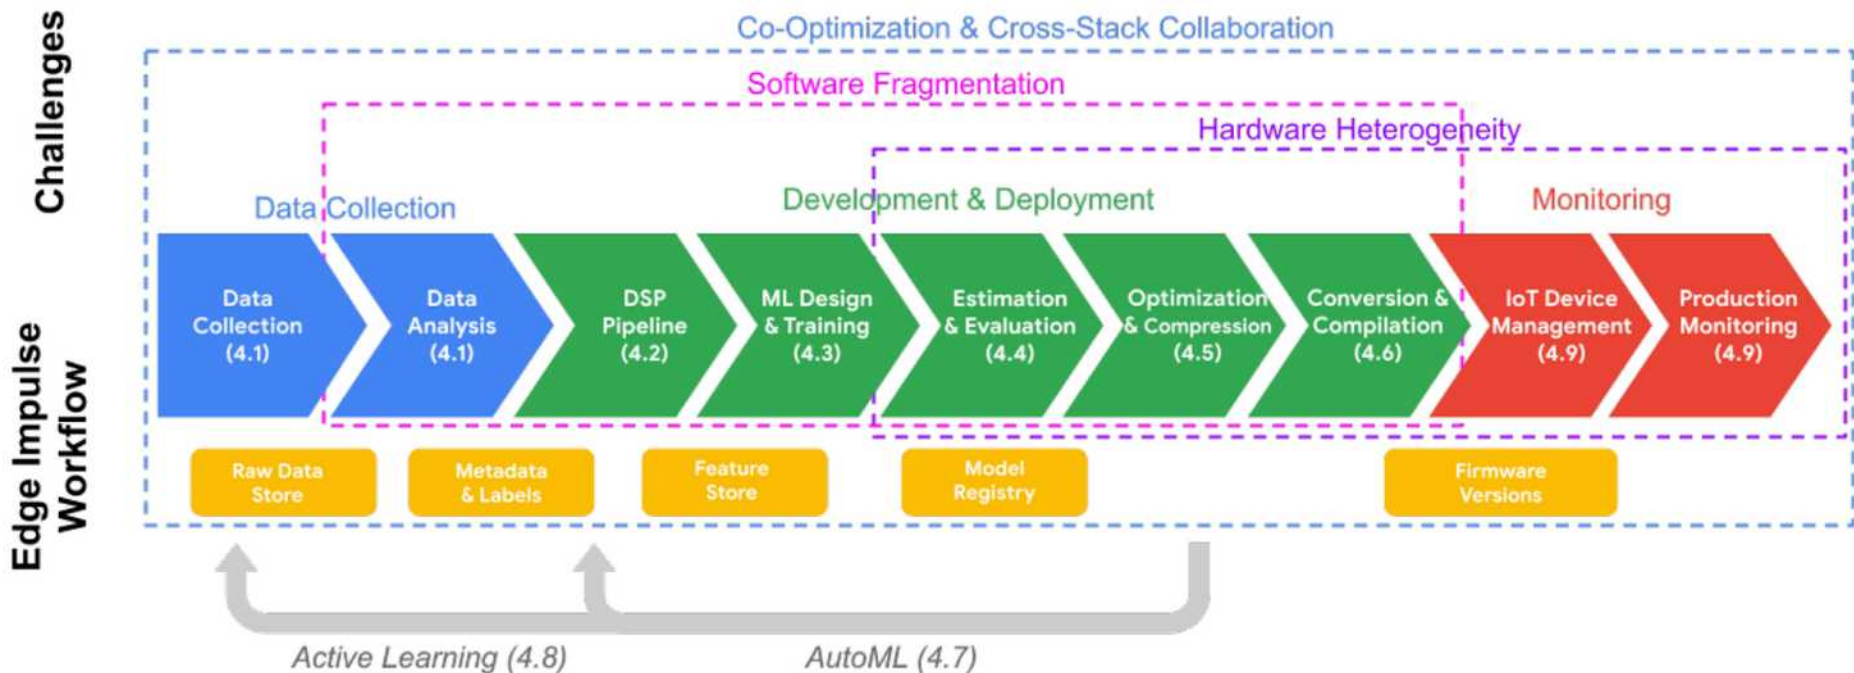 Challenges
Co-Optimization & Cross-Stack Collaboration
Software Fragmentation
Hardware Heterogeneity
Data Collection
Development & Deployment
Monitoring
Edge Impulse
Workflow
Data
Collection
(4.1)
Data
Analysis
(4.1)
DSP
Pipeline
(4.2)
ML Design
& Training
(4.3)
Estimation
& Evaluation
(4.4)
Optimization
& Compression
(4.5)
Conversion &
Compilation
(4.6)
IoT Device
Management
(4.9)
Production
Monitoring
(4.9)
Raw Data
Store
Metadata
& Labels
Feature
Store
Model
Registry
Firmware
Versions
Active Learning (4.8)
AutoML (4.7)